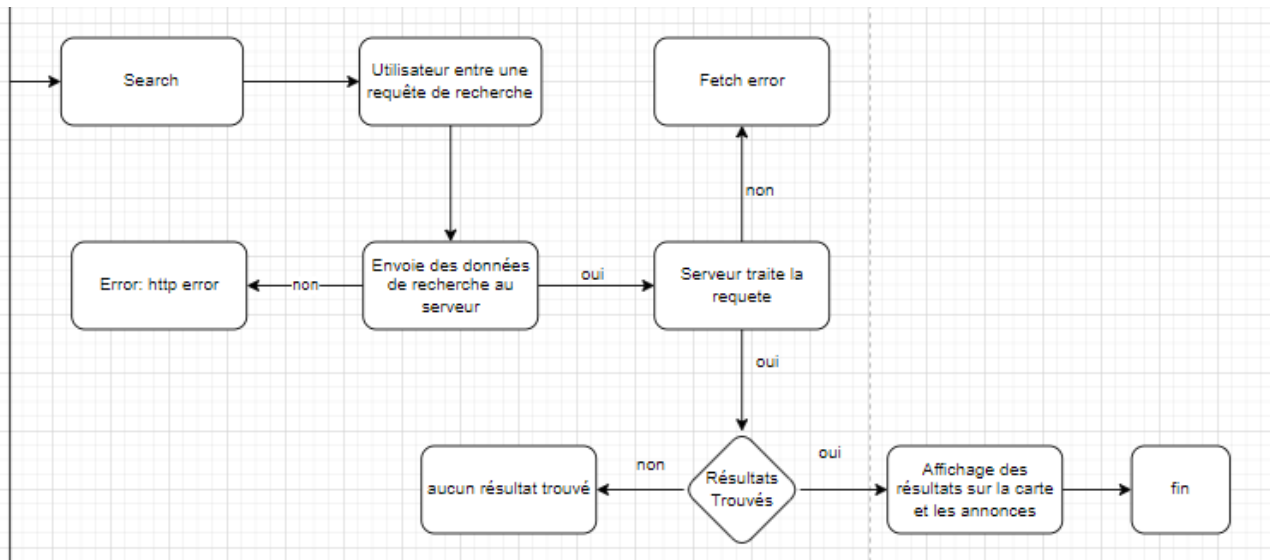 Search
Utilisateur entre une
requête de recherche
Fetch error
non
Error: http error
non
Envoie des données
de recherche au
serveur
oui
Serveur traite la
requete
oui
aucun résultat trouvé
non
Résultats
Trouvés
oui
Affichage des
résultats sur la carte
et les annonces
fin